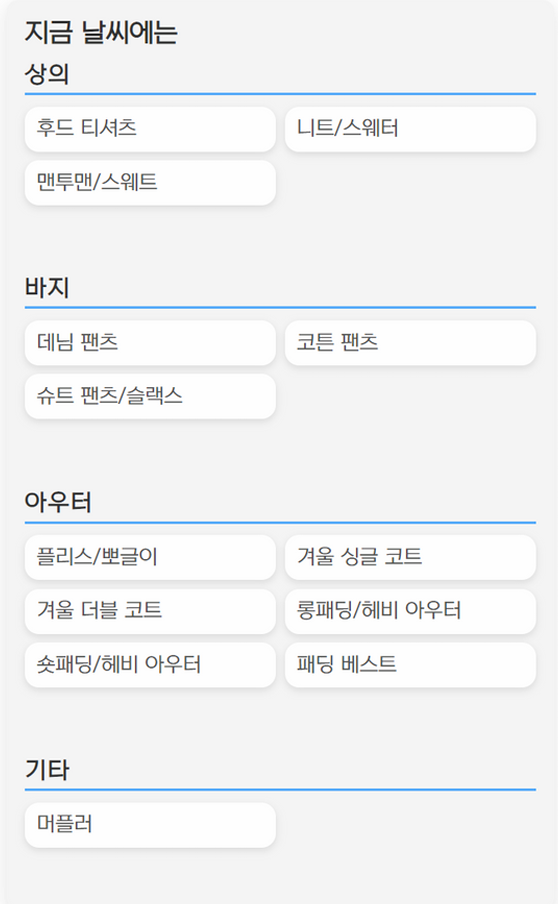 지금 날씨에는
상의
후드 티셔츠
니트/스웨터
맨투맨/스웨트
바지
데님 팬츠
코튼 팬츠
슈트 팬츠/슬랙스
아우터
플리스/뽀글이
겨울 싱글 코트
겨울 더블 코트
롱패딩/헤비 아우터
숏패딩/헤비 아우터
패딩 베스트
기타
머플러